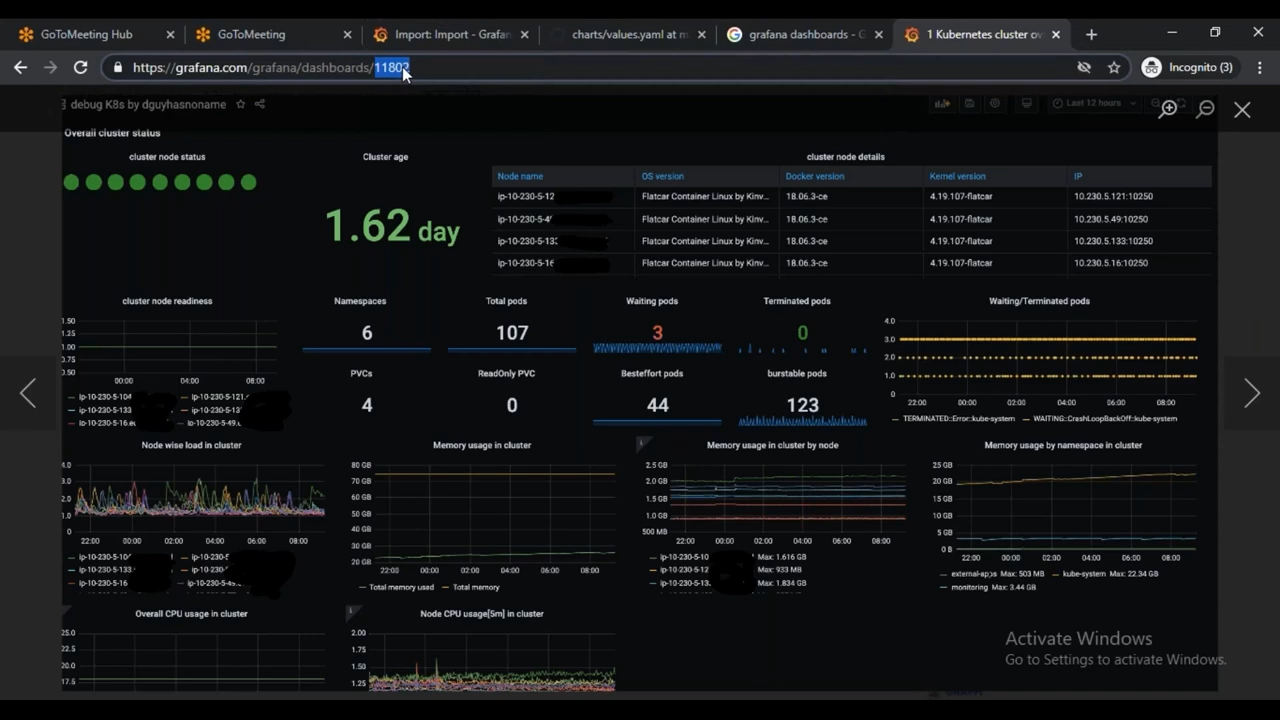 GoToMeeting Hub
GoToMeeting
Import: Import - Grafan
charts/values.yaml at m
grafana dashboards - G
1 Kubernetes cluster ov
https://grafana.com/grafana/dashboards/11802
Incognito (3)
debug K8s by dguyhasnoname
Last 12 hours
Overall cluster status
cluster node status
Cluster age
cluster node details
1.62 day
Node name OS version Docker version Kernel version IP
ip-10-230-5-12 Flatcar Container Linux by Kinv... 18.06.3-ce 4.19.107-flatcar 10.230.5.121:10250
ip-10-230-5-4 Flatcar Container Linux by Kinv... 18.06.3-ce 4.19.107-flatcar 10.230.5.49:10250
ip-10-230-5-133 Flatcar Container Linux by Kinv... 18.06.3-ce 4.19.107-flatcar 10.230.5.133:10250
ip-10-230-5-16 Flatcar Container Linux by Kinv... 18.06.3-ce 4.19.107-flatcar 10.230.5.16:10250
cluster node readiness
1.50
1.25
1.00
0.75
0.50
00:00 04:00 08:00
ip-10-230-5-104 ip-10-230-5-121
ip-10-230-5-133 ip-10-230-5-13
ip-10-230-5-16.ec ip-10-230-5-49.
Namespaces
6
Total pods
107
Waiting pods
3
Terminated pods
0
PVCs
4
ReadOnly PVC
0
Besteffort pods
44
burstable pods
123
Waiting/Terminated pods
4.0
3.0
2.0
1.0
0
22:00 00:00 02:00 04:00 06:00 08:00
TERMINATED::Error::kube-system WAITING::CrashLoopBackOff::kube-system
Node wise load in cluster
4.0
3.0
2.0
1.0
0
22:00 00:00 02:00 04:00 06:00 08:00
ip-10-230-5-104 ip-10-230-5
ip-10-230-5-133 ip-10-230-5
ip-10-230-5-16 ip-10-230-5-49
Memory usage in cluster
80 GB
70 GB
60 GB
50 GB
40 GB
30 GB
20 GB
22:00 00:00 02:00 04:00 06:00 08:00
Total memory usad Total memory
Memory usage in cluster by node
2.5 GB
2.0 GB
1.5 GB
1.0 GB
500 MB
22:00 00:00 02:00 04:00 06:00 08:00
ip-10-230-5-10 Max: 1.616 GB
ip-10-230-5-12 Max: 933 MB
ip-10-230-5-13 Max: 1.834 GB
Memory usage by namespace in cluster
25 GB
20 GB
15 GB
10 GB
5 GB
0 B
22:00 00:00 02:00 04:00 06:00 08:00
external-apps Max: 503 MB kube-system Max: 22.34 GB
monitoring Max: 3.44 GB
Overall CPU usage in cluster
25.0
22.5
20.0
17.5
Node CPU usage[5m] in cluster
2.00
1.75
1.50
1.25
Activate Windows
Go to Settings to activate Windows.